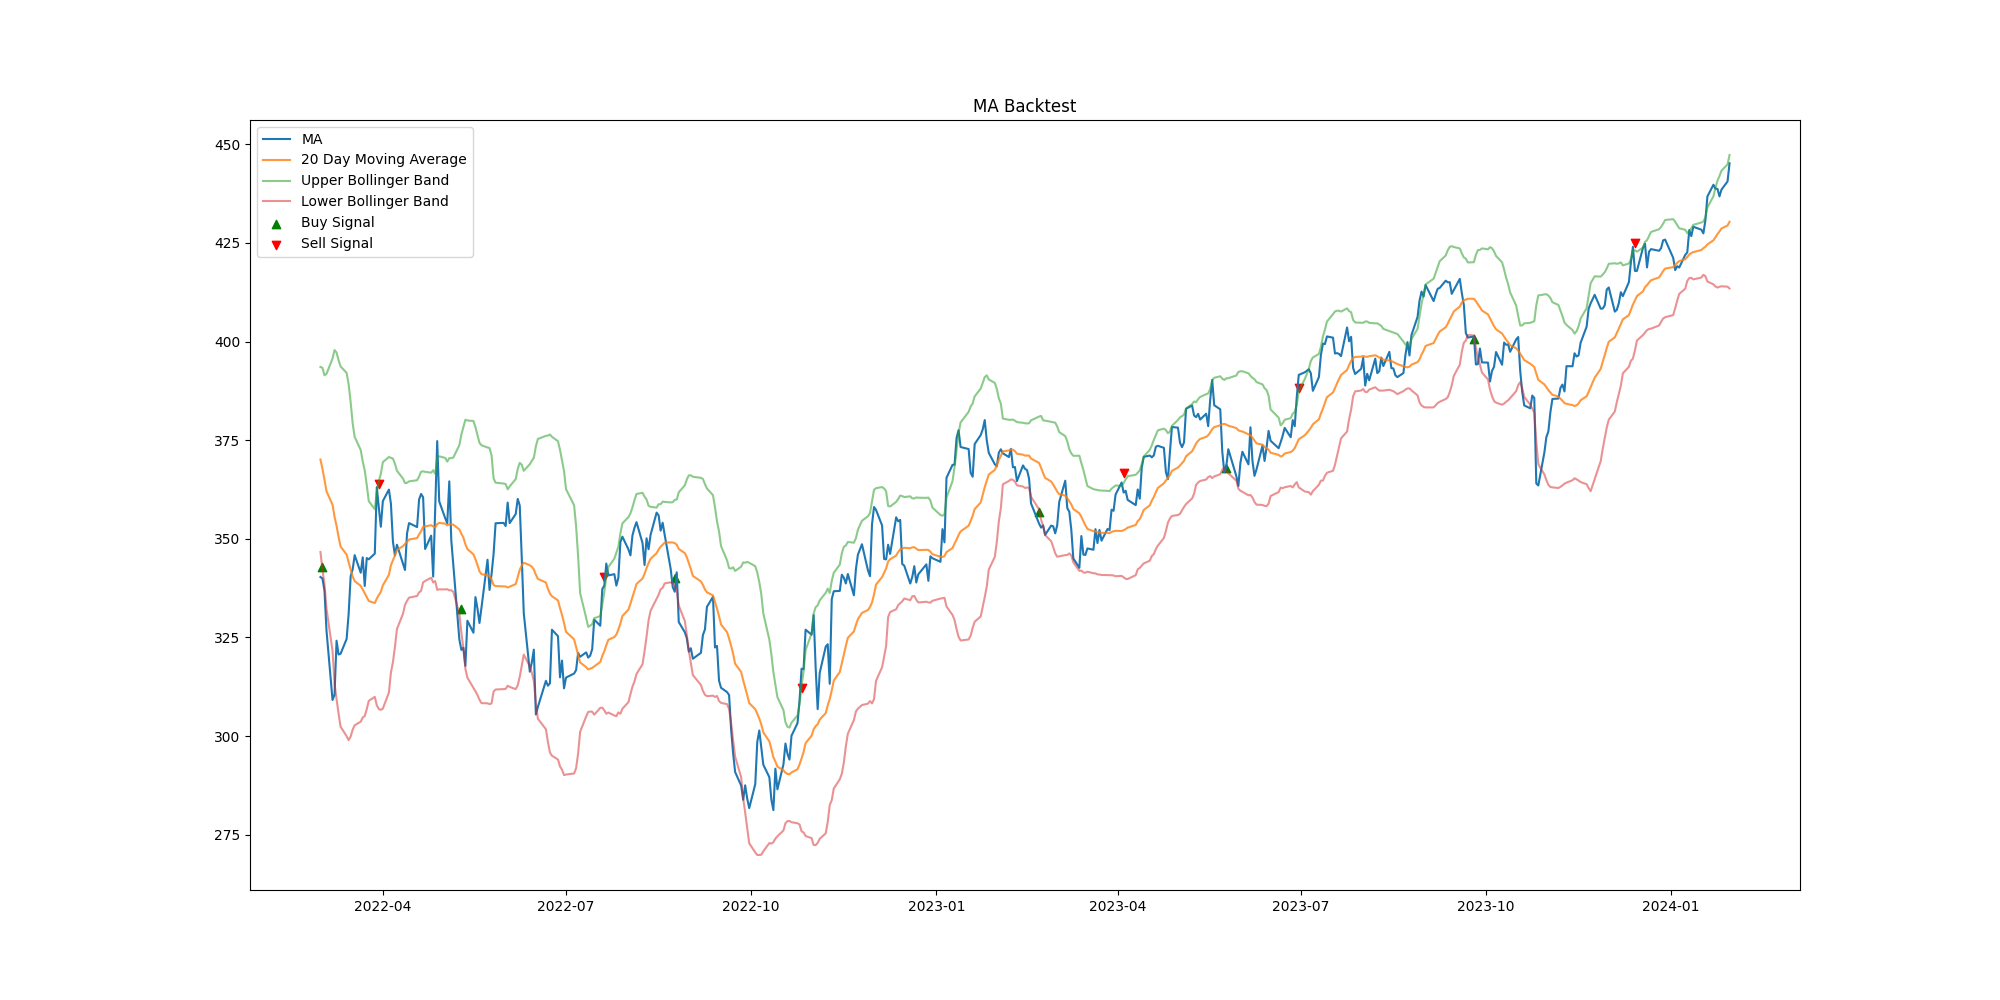 MA Backtest
MA
20 Day Moving Average
Upper Bollinger Band
Lower Bollinger Band
Buy Signal
Sell Signal
450
425
400
375
350
325
300
275
2022-04 2022-07 2022-10 2023-01 2023-04 2023-07 2023-10 2024-01